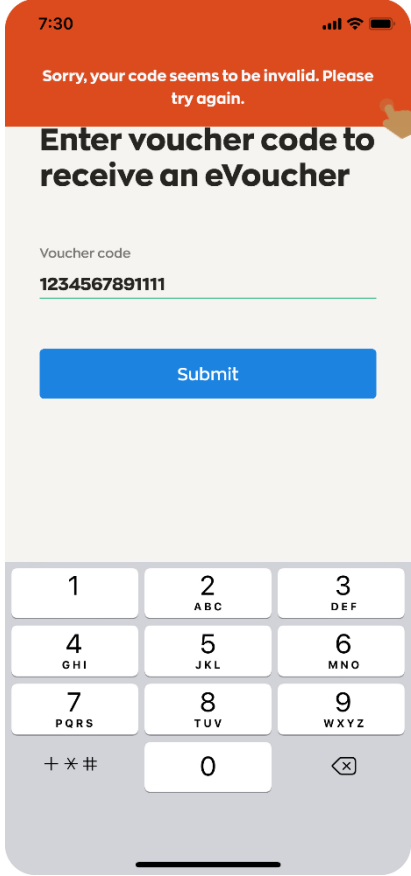 7:30
Sorry, your code seems to be invalid. Please
try again.
Enter voucher code to
receive an eVoucher
Voucher code
1234567891111
Submit
1 2 3
ABC DEF
4 5 6
GHI JKL MNO
7 8 9
PQRS TUV WXYZ
+*# 0